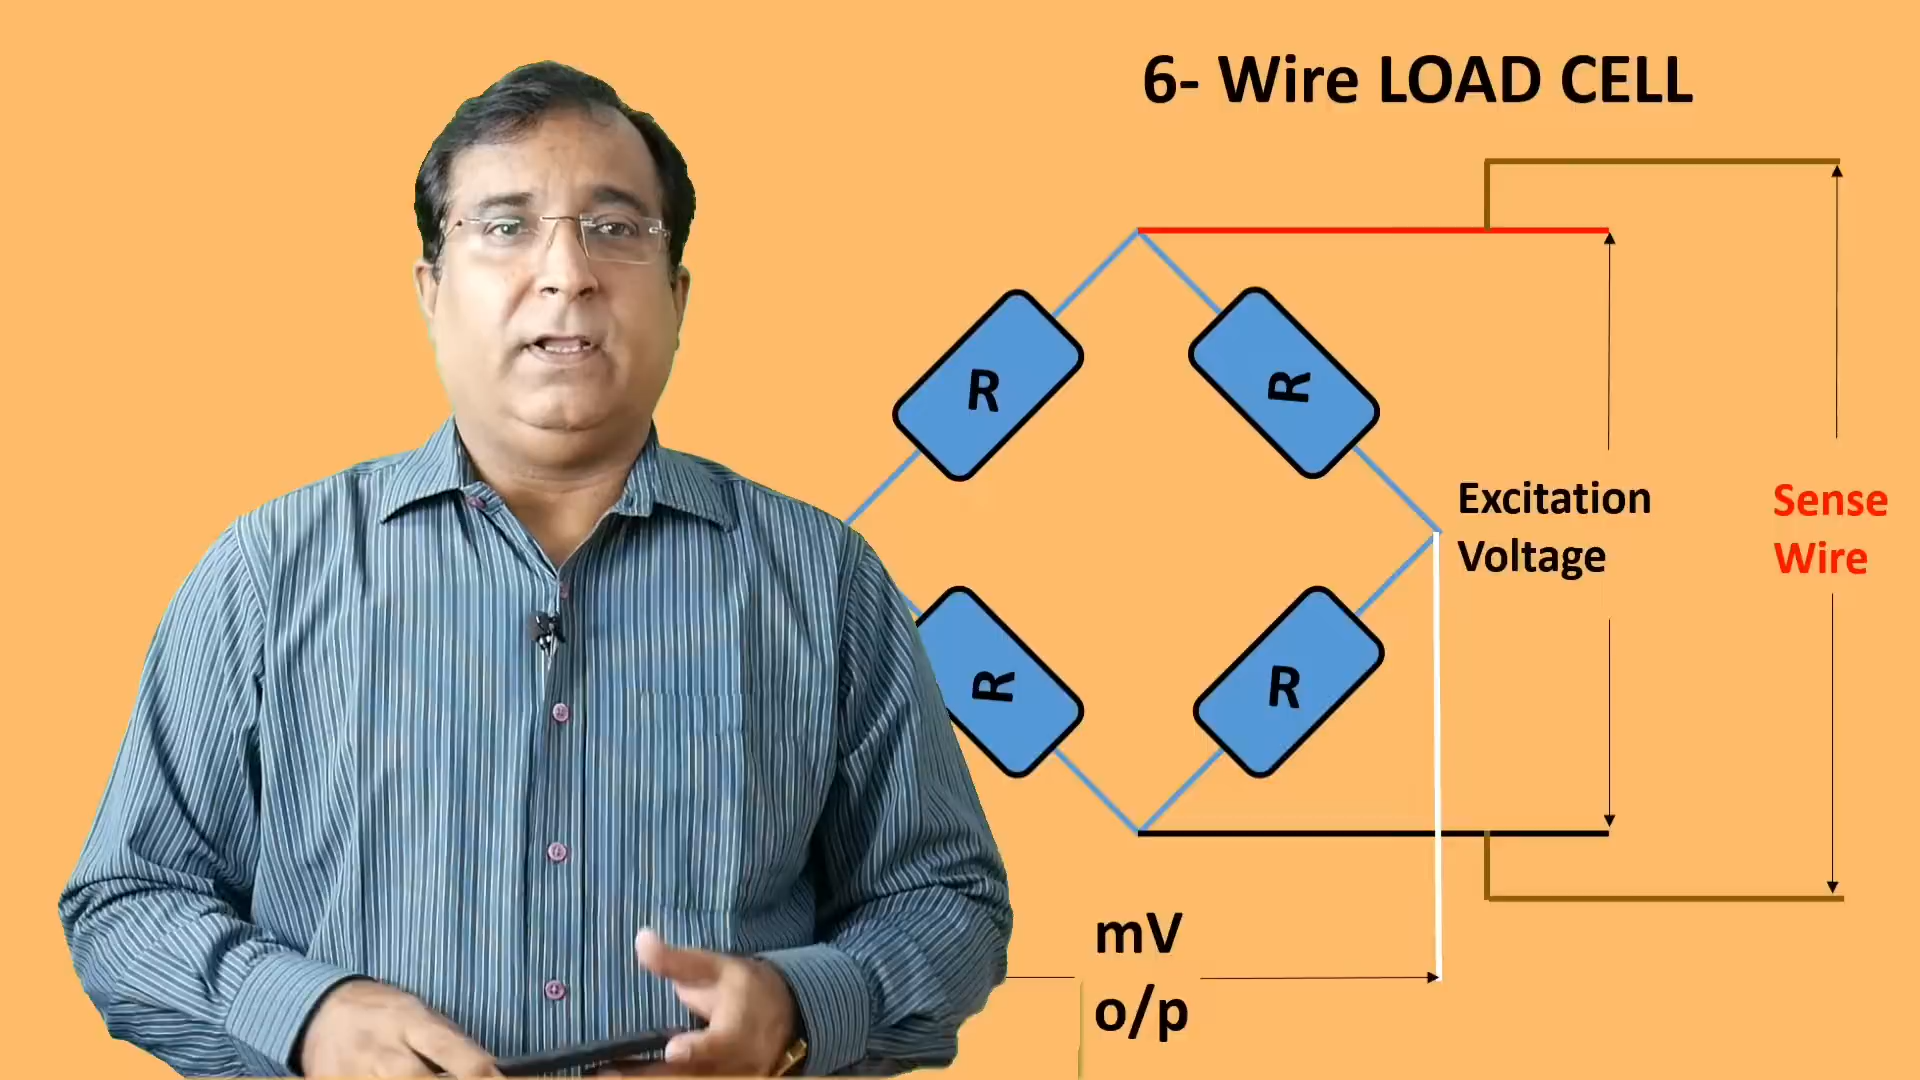 6- Wire LOAD CELL
R
R
Excitation
Voltage
Sense
Wire
R
R
mV
o/p